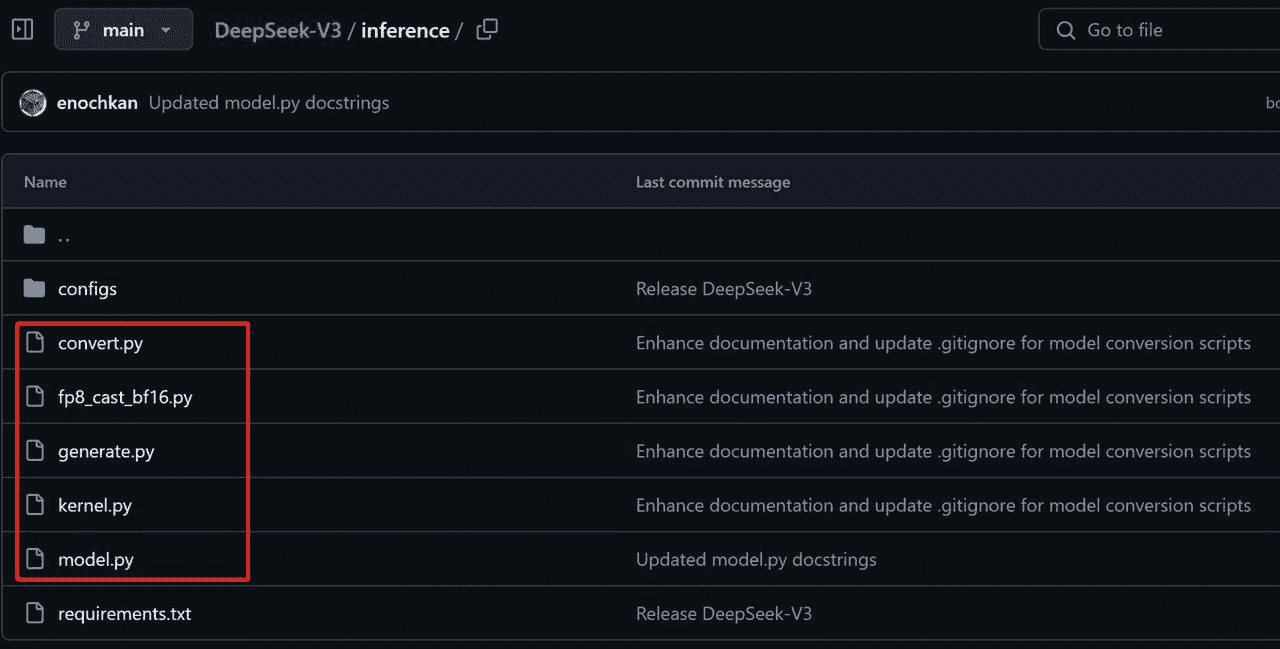 main DeepSeek-V3 / inference / Go to file
enochkan Updated model.py docstrings
Name Last commit message
..
configs Release DeepSeek-V3
convert.py Enhance documentation and update .gitignore for model conversion scripts
fp8_cast_bf16.py Enhance documentation and update .gitignore for model conversion scripts
generate.py Enhance documentation and update .gitignore for model conversion scripts
kernel.py Enhance documentation and update .gitignore for model conversion scripts
model.py Updated model.py docstrings
requirements.txt Release DeepSeek-V3